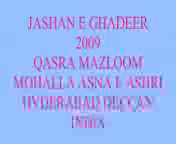 JASHAN E GHADEER
2009
QASRA MAZLOOM
MOHALLA ASNA E ASHRI
HYDERABAD DECCAN
INDIA